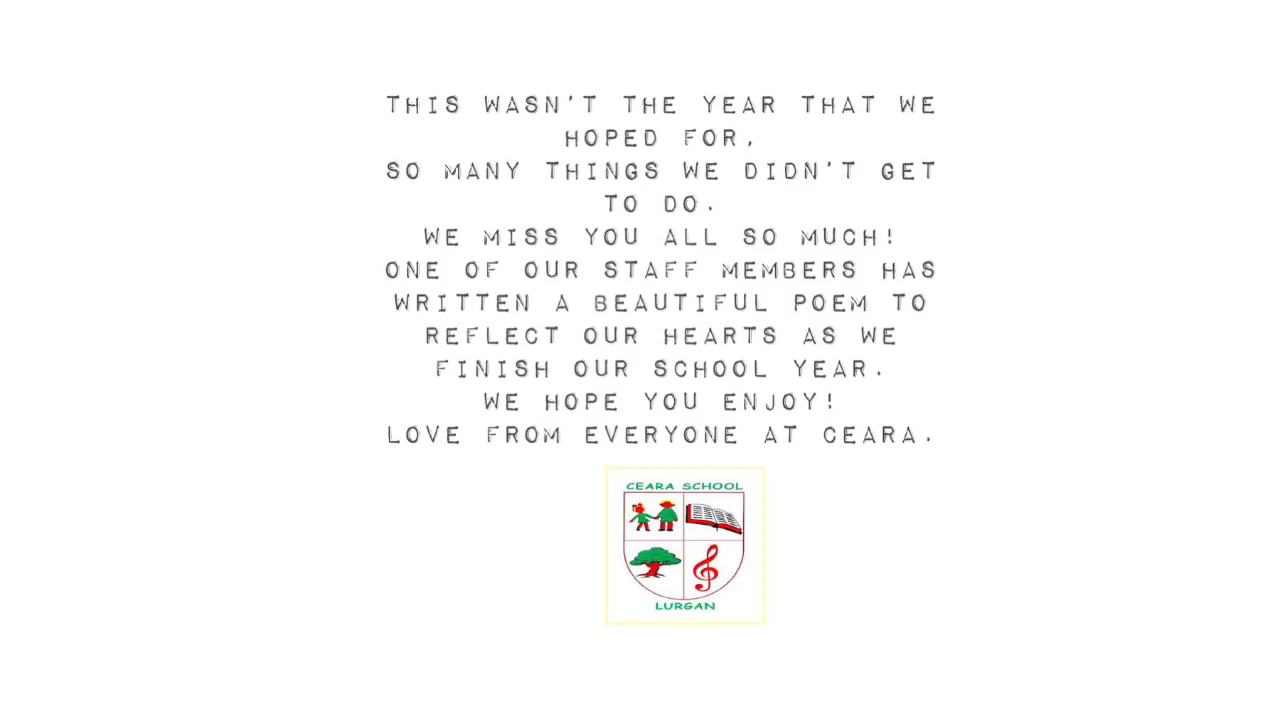 THIS WASN'T THE YEAR THAT WE
HOPED FOR,
SO MANY THINGS WE DIDN'T GET
TO DO.
WE MISS YOU ALL SO MUCH!
ONE OF OUR STAFF MEMBERS HAS
WRITTEN A BEAUTIFUL POEM TO
REFLECT OUR HEARTS AS WE
FINISH OUR SCHOOL YEAR.
WE HOPE YOU ENJOY!
LOVE FROM EVERYONE AT CEARA.
CEARA SCHOOL
LURGAN